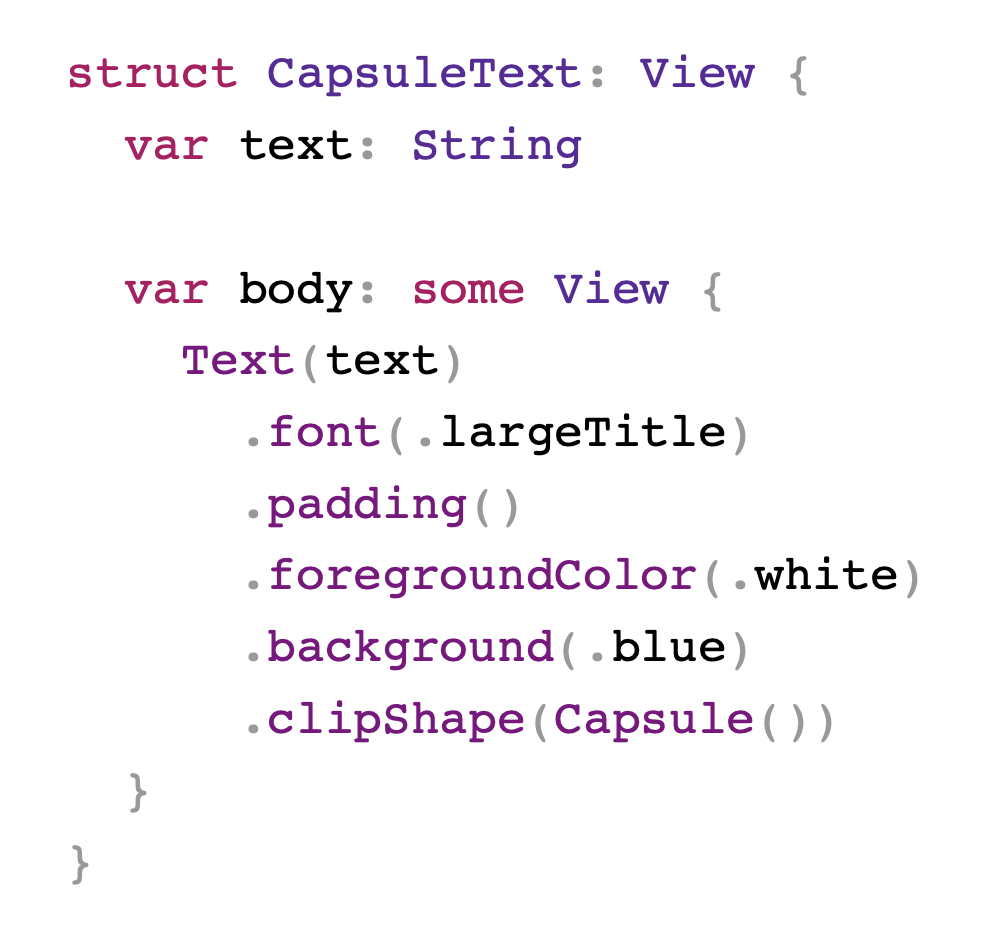 struct CapsuleText: View {
  var text: String

  var body: some View {
    Text(text)
      .font(.largeTitle)
      .padding()
      .foregroundColor(.white)
      .background(.blue)
      .clipShape(Capsule())
  }
}